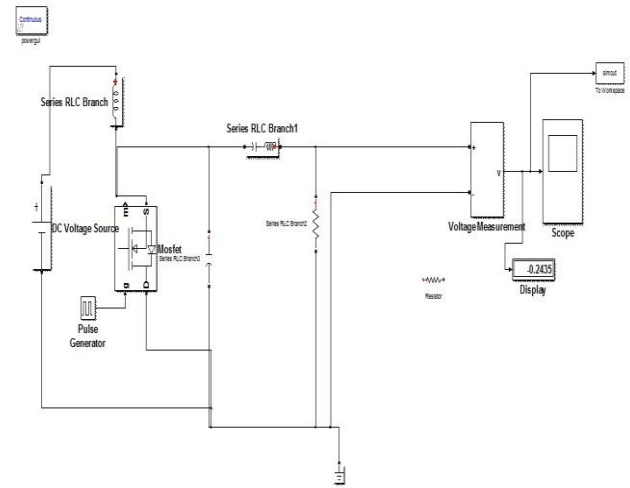 Continuous
powergui
simout
To Workspace
Series RLC Branch
Series RLC Branch1
+
-
v
Voltage Measurement
Scope
+
DC Voltage Source
m
S
Mosfet
Series RLC Branch3
g
D
Series RLC Branch2
Pulse
Generator
-0.2435
Display
Resistor